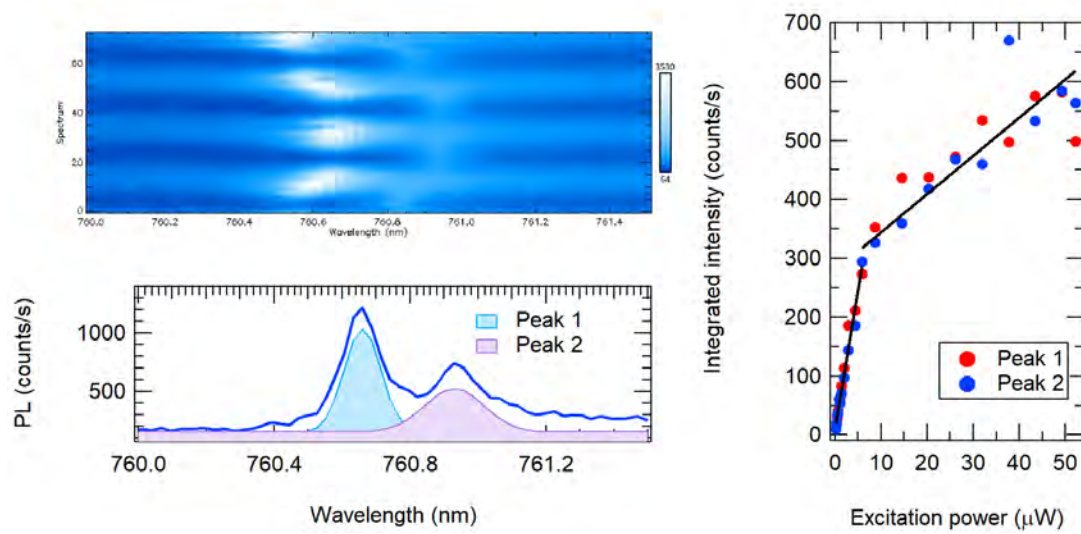 60
40
20
0
Spectrum
760.0 760.2 760.4 760.6 760.8 761.0 761.2 761.4
Wavelength (nm)
3530
64
PL (counts/s)
1000
500
Peak 1
Peak 2
760.0 760.4 760.8 761.2
Wavelength (nm)
Integrated intensity (counts/s)
700
600
500
400
300
200
100
0
Peak 1
Peak 2
0 10 20 30 40 50
Excitation power (μW)